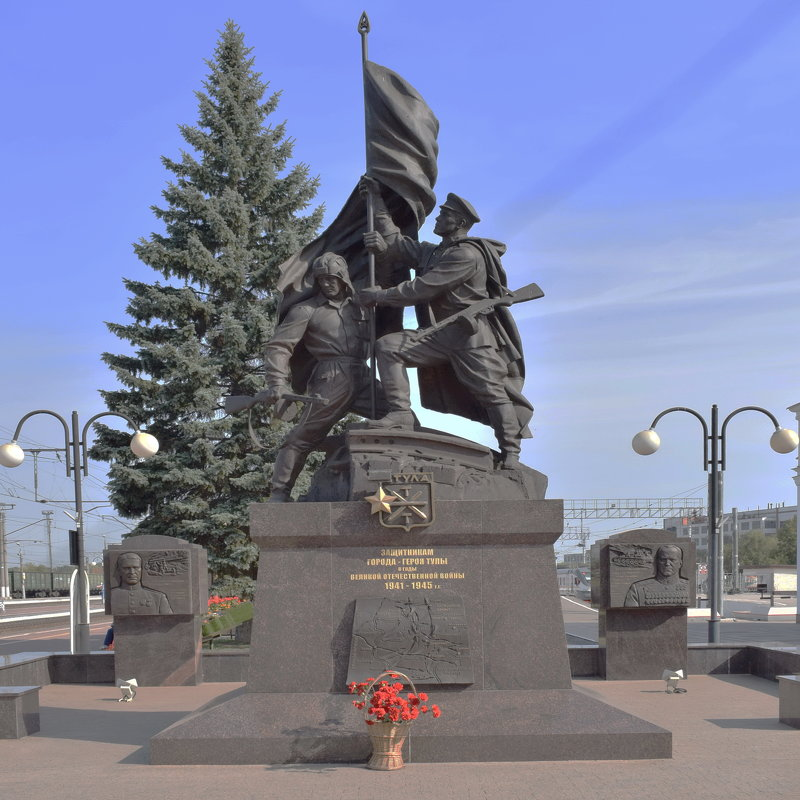 ТУЛА
ЗАЩИТНИКАМ
ГОРОДА - ГЕРОЯ ТУЛЫ
В ГОДЫ
ВЕЛИКОЙ ОТЕЧЕСТВЕННОЙ ВОЙНЫ
1941 - 1945 г.г.